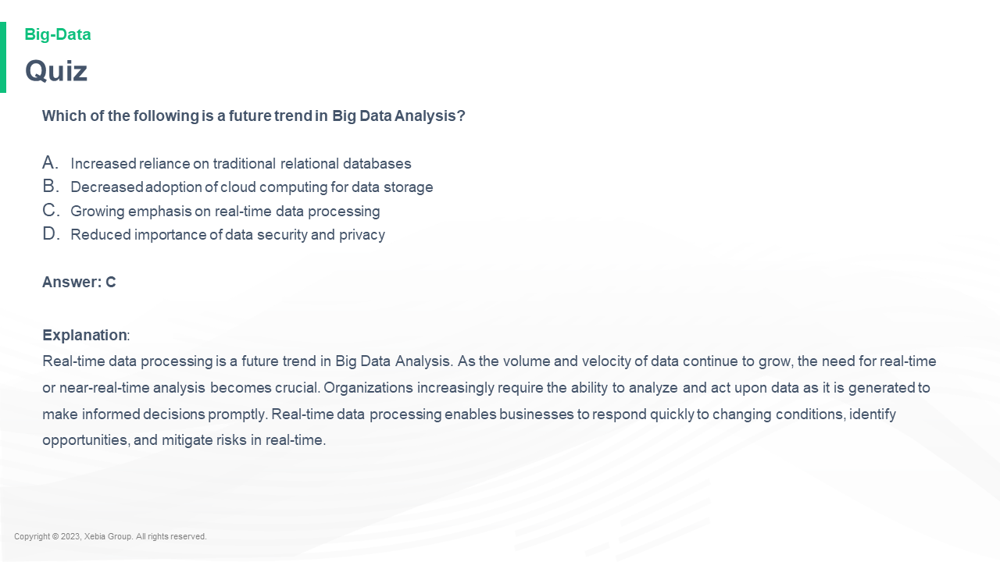 Big-Data
Quiz
Which of the following is a future trend in Big Data Analysis?
A. Increased reliance on traditional relational databases
B. Decreased adoption of cloud computing for data storage
C. Growing emphasis on real-time data processing
D. Reduced importance of data security and privacy
Answer: C
Explanation:
Real-time data processing is a future trend in Big Data Analysis. As the volume and velocity of data continue to grow, the need for real-time
or near-real-time analysis becomes crucial. Organizations increasingly require the ability to analyze and act upon data as it is generated to
make informed decisions promptly. Real-time data processing enables businesses to respond quickly to changing conditions, identify
opportunities, and mitigate risks in real-time.
Copyright © 2023, Xebia Group. All rights reserved.